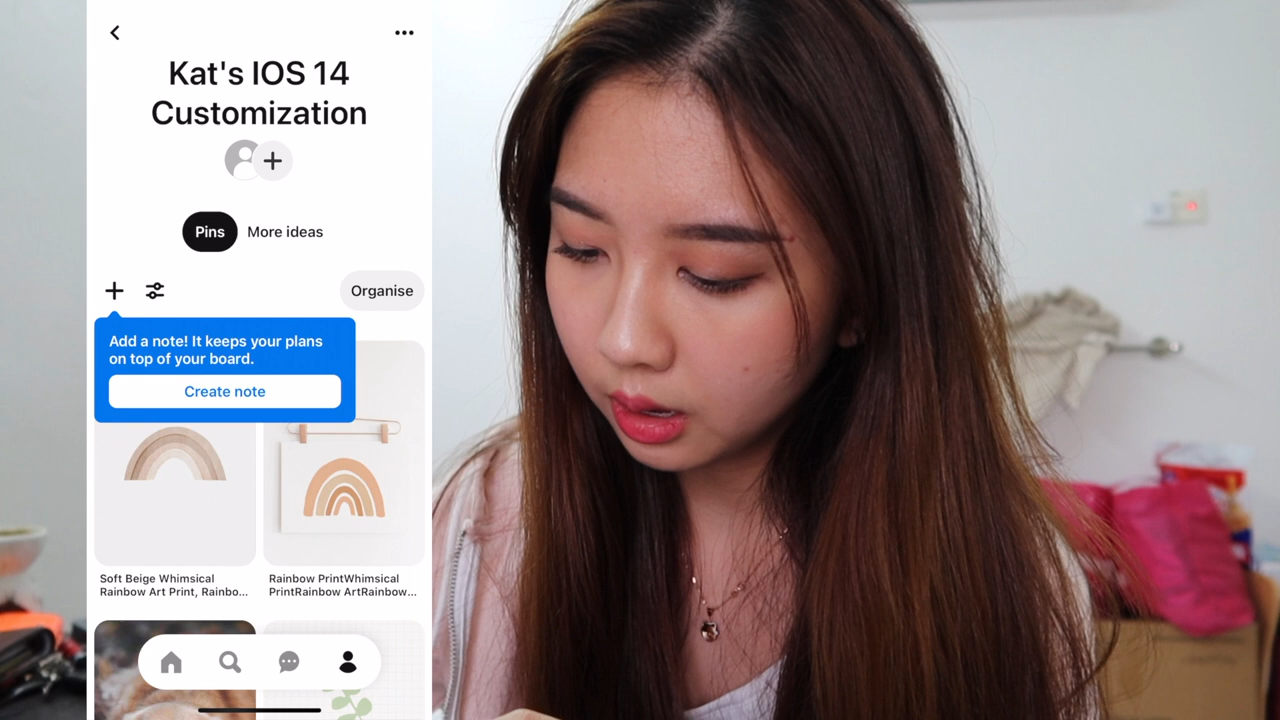 Kat's IOS 14
Customization
Pins
More ideas
Organise
Add a note! It keeps your plans
on top of your board.
Create note
Soft Beige Whimsical
Rainbow Art Print, Rainbo...
Rainbow PrintWhimsical
PrintRainbow ArtRainbow...